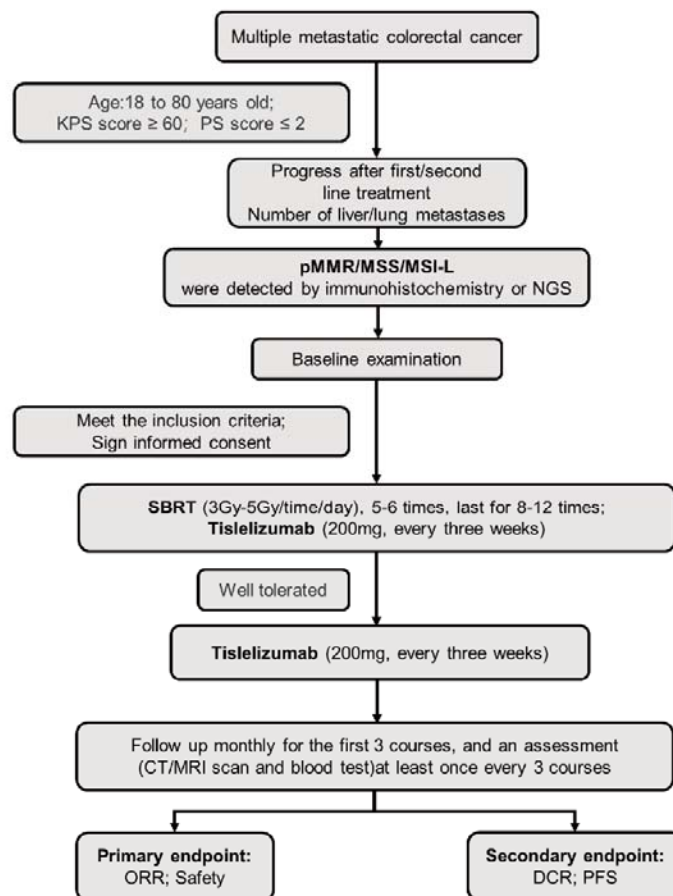 Multiple metastatic colorectal cancer
Age:18 to 80 years old;
KPS score ≥ 60; PS score ≤ 2
Progress after first/second
line treatment
Number of liver/lung metastases
pMMR/MSS/MSI-L
were detected by immunohistochemistry or NGS
Baseline examination
Meet the inclusion criteria;
Sign informed consent
SBRT (3Gy-5Gy/time/day), 5-6 times, last for 8-12 times;
Tislelizumab (200mg, every three weeks)
Well tolerated
Tislelizumab (200mg, every three weeks)
Follow up monthly for the first 3 courses, and an assessment
(CT/MRI scan and blood test)at least once every 3 courses
Primary endpoint:
ORR; Safety
Secondary endpoint:
DCR; PFS